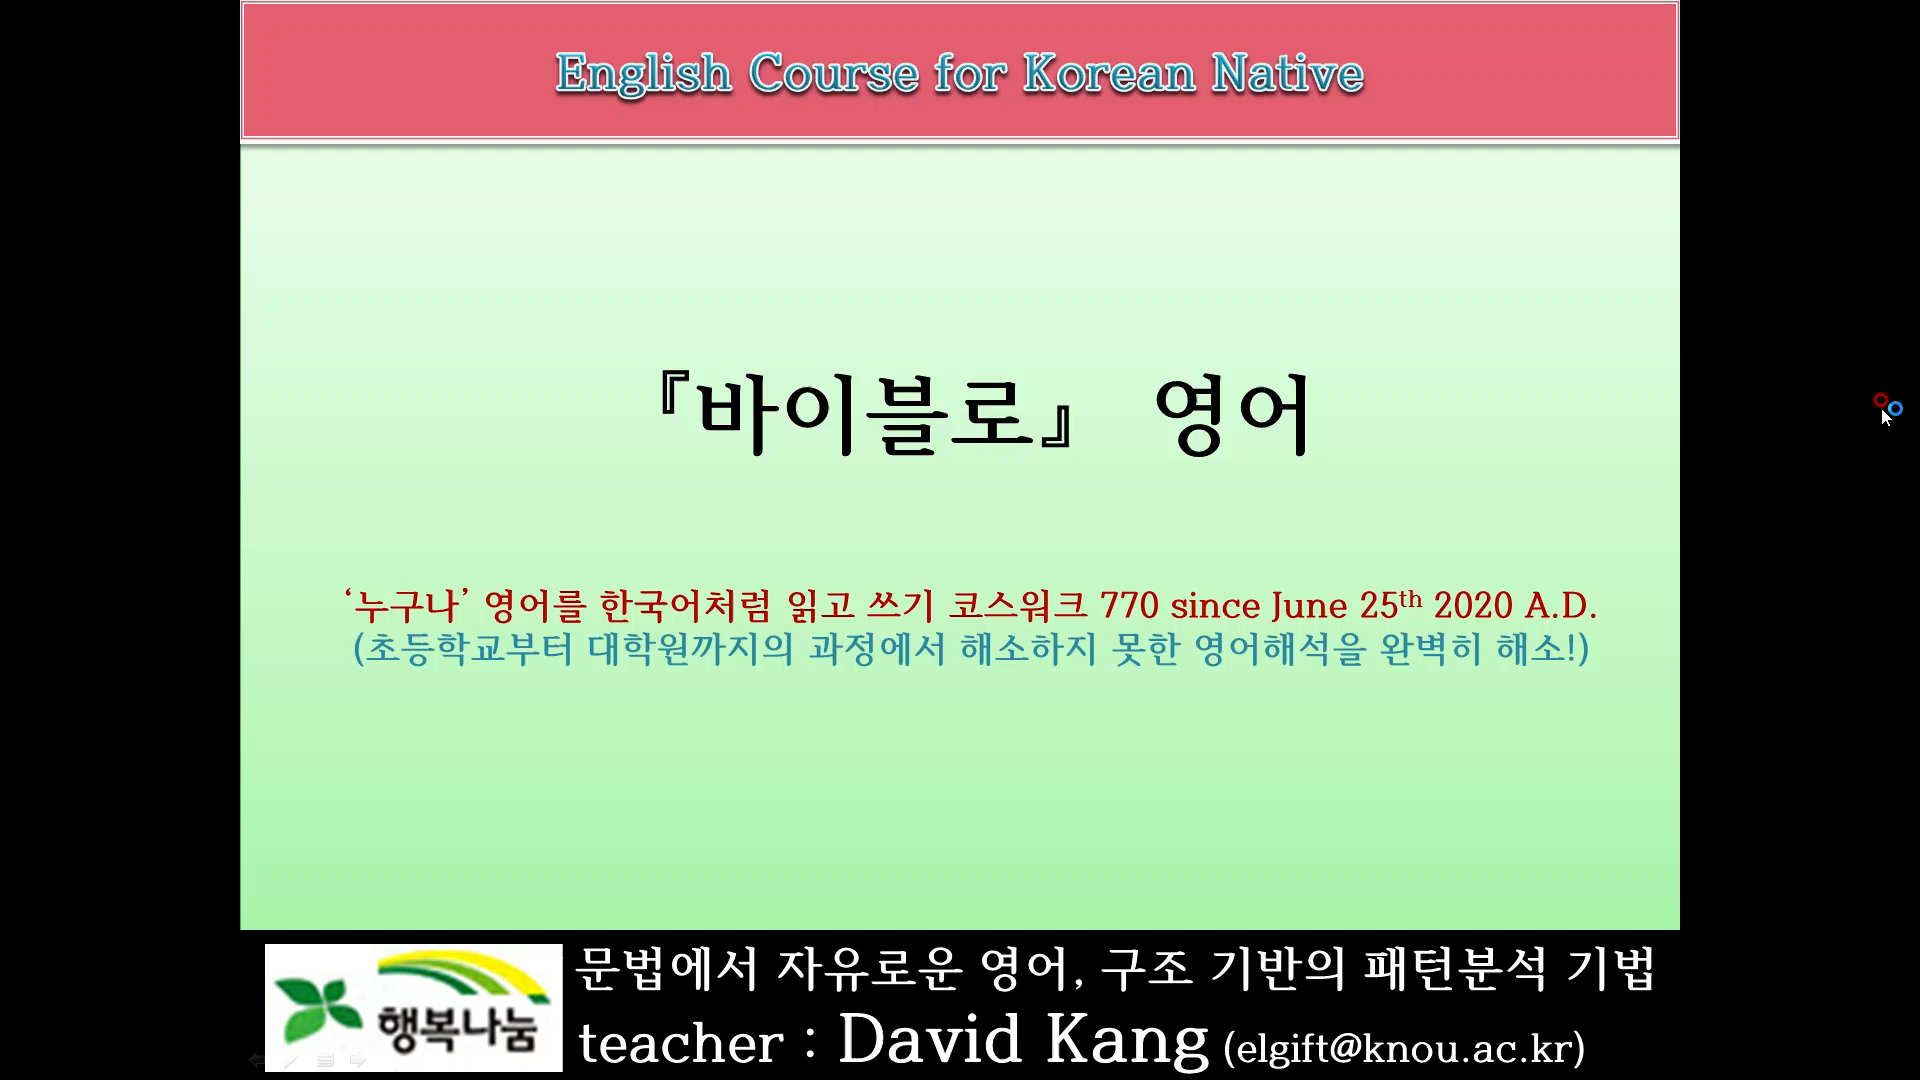 English Course for Korean Native
『바이블로』 영어
‘누구나’ 영어를 한국어처럼 읽고 쓰기 코스워크 770 since June 25th 2020 A.D.
(초등학교부터 대학원까지의 과정에서 해소하지 못한 영어해석을 완벽히 해소!)
문법에서 자유로운 영어, 구조 기반의 패턴분석 기법
행복나눔
teacher : David Kang (elgift@knou.ac.kr)